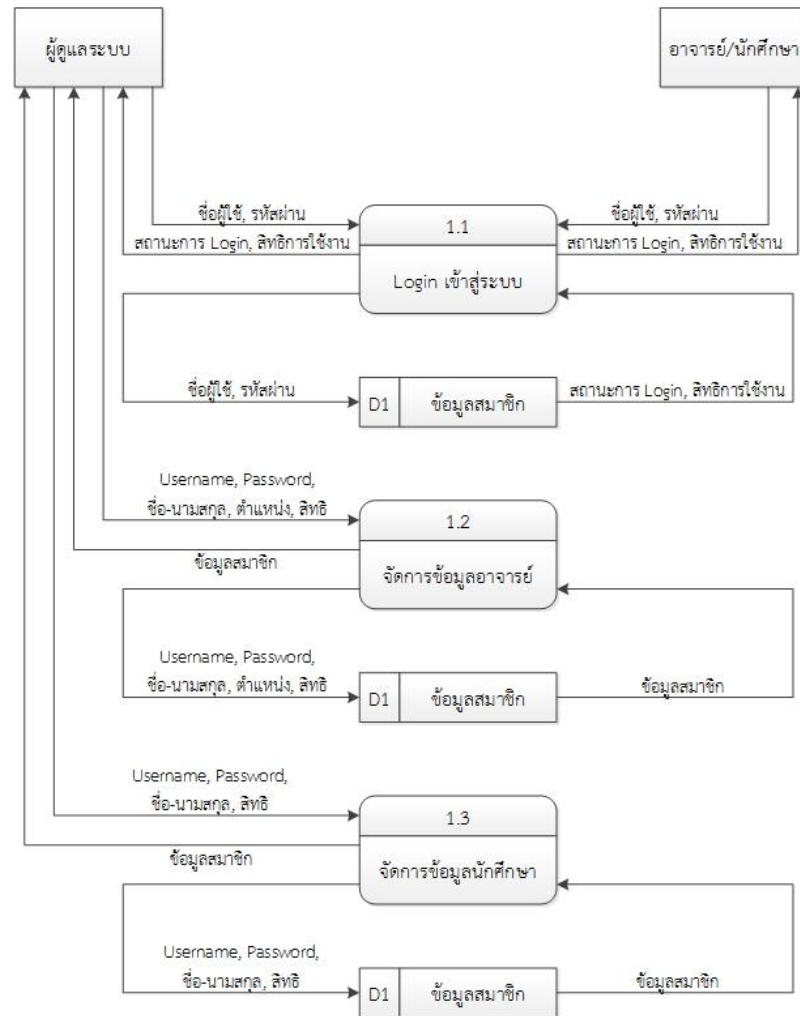 ผู้ดูแลระบบ
อาจารย์/นักศึกษา
ชื่อผู้ใช้, รหัสผ่าน
สถานะการ Login, สิทธิการใช้งาน
1.1
Login เข้าสู่ระบบ
ชื่อผู้ใช้, รหัสผ่าน
สถานะการ Login, สิทธิการใช้งาน
ชื่อผู้ใช้, รหัสผ่าน
D1
ข้อมูลสมาชิก
สถานะการ Login, สิทธิการใช้งาน
Username, Password,
ชื่อ-นามสกุล, ตำแหน่ง, สิทธิ
ข้อมูลสมาชิก
1.2
จัดการข้อมูลอาจารย์
Username, Password,
ชื่อ-นามสกุล, ตำแหน่ง, สิทธิ
D1
ข้อมูลสมาชิก
ข้อมูลสมาชิก
Username, Password,
ชื่อ-นามสกุล, สิทธิ
ข้อมูลสมาชิก
1.3
จัดการข้อมูลนักศึกษา
Username, Password,
ชื่อ-นามสกุล, สิทธิ
D1
ข้อมูลสมาชิก
ข้อมูลสมาชิก